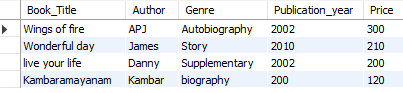 Book_Title Author Genre Publication_year Price
Wings of fire APJ Autobiography 2002 300
Wonderful day James Story 2010 210
live your life Danny Supplementary 2002 200
Kambaramayanam Kambar biography 200 120